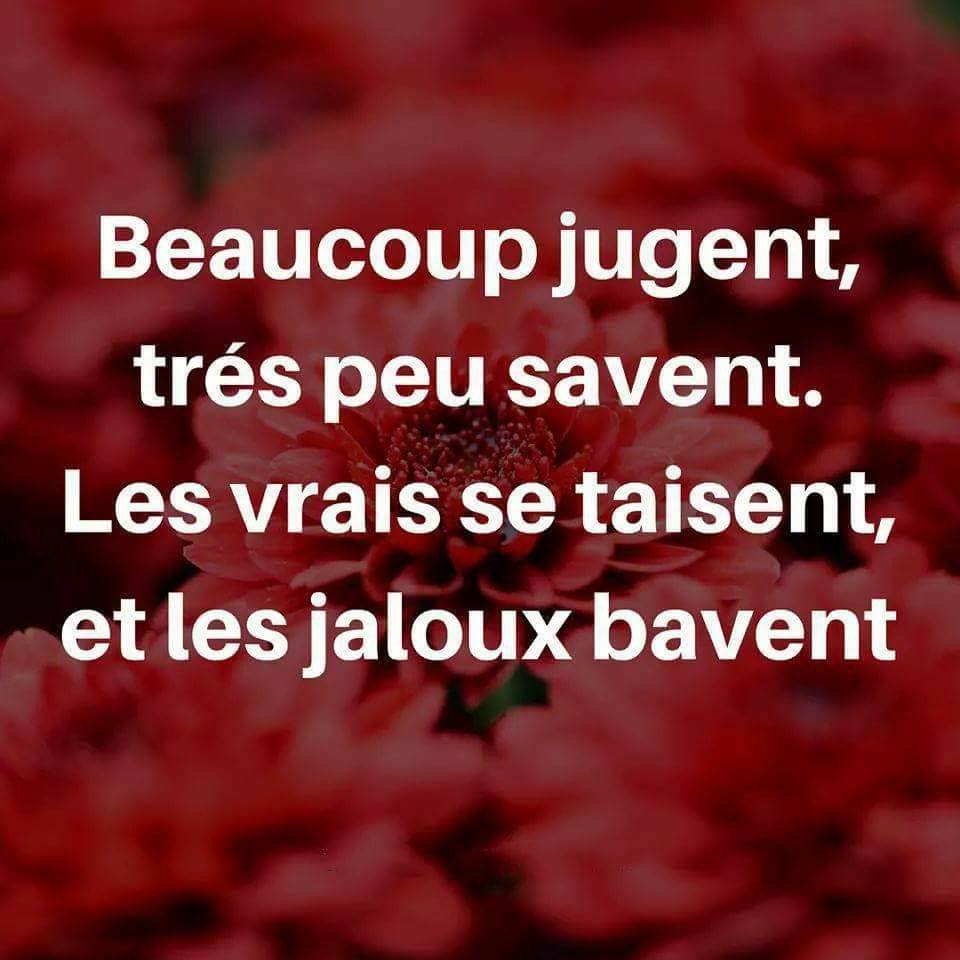 Beaucoup jugent,
trés peu savent.
Les vrais se taisent,
et les jaloux bavent